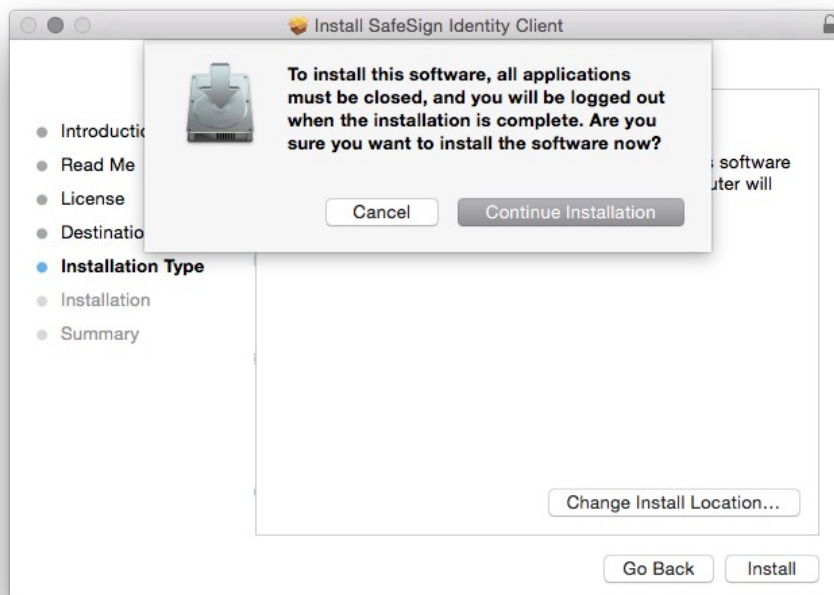 Install SafeSign Identity Client
To install this software, all applications
must be closed, and you will be logged out
when the installation is complete. Are you
sure you want to install the software now?
Cancel
Continue Installation
Read Me
License
Installation Type
Installation
Summary
software
will
Change Install Location...
Go Back
Install